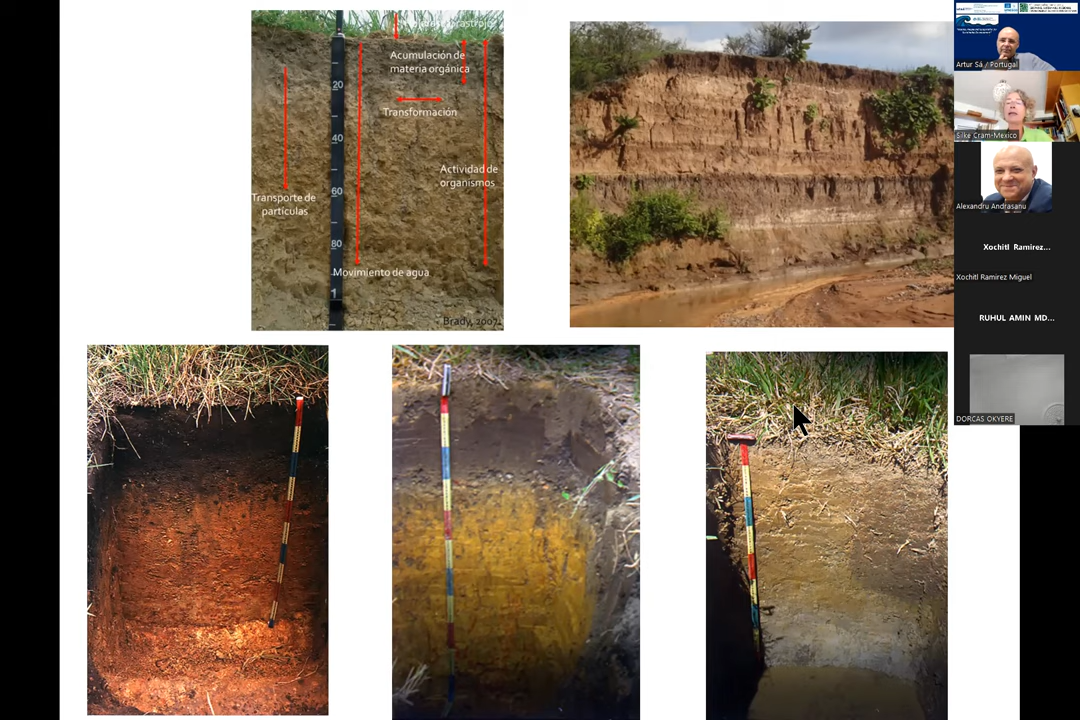 Acumulación de
materia orgánica
20
Transformación
40
Actividad de
organismos
60
Transporte de
partículas
80
Movimiento de agua
1
Brady, 2007
Artur Sá / Portugal
Silke Cram-Mexico
Alexandru Andrasanu
Xochitl Ramirez...
Xochitl Ramirez Miguel
RUHUL AMIN MD...
DORCAS OKYERE